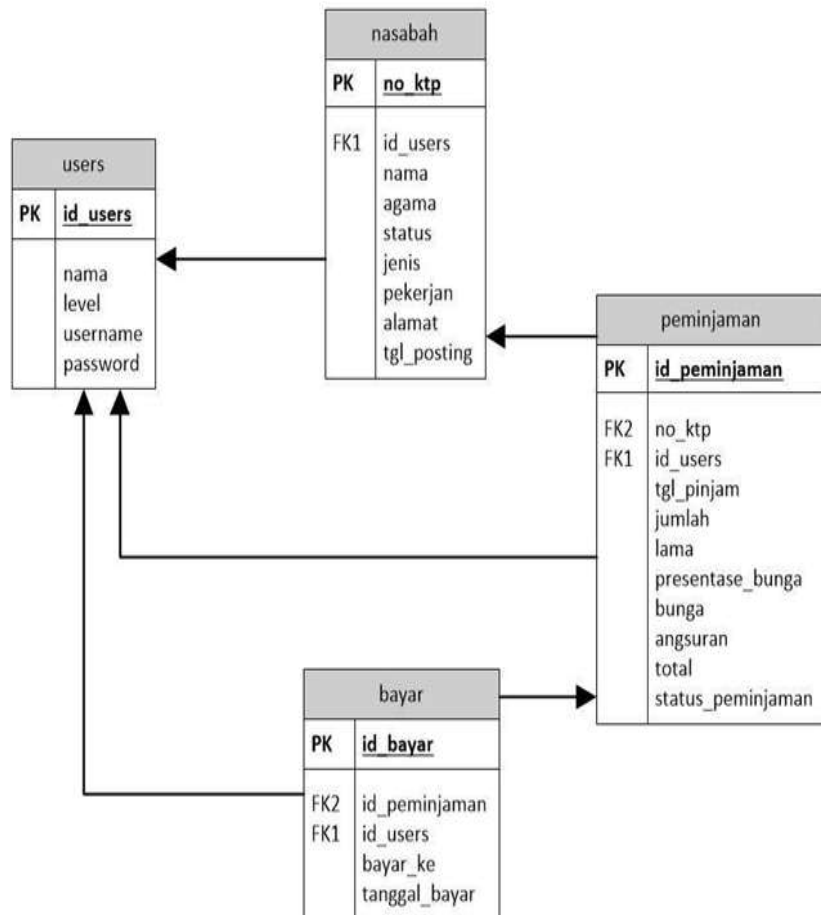 nasabah
PK no_ktp
FK1 id_users
nama
agama
status
jenis
pekerjan
alamat
tgl_posting
users
PK id_users
nama
level
username
password
peminjaman
PK id_peminjaman
FK2 no_ktp
FK1 id_users
tgl_pinjam
jumlah
lama
presentase_bunga
bunga
angsuran
total
status_peminjaman
bayar
PK id_bayar
FK2 id_peminjaman
FK1 id_users
bayar_ke
tanggal_bayar